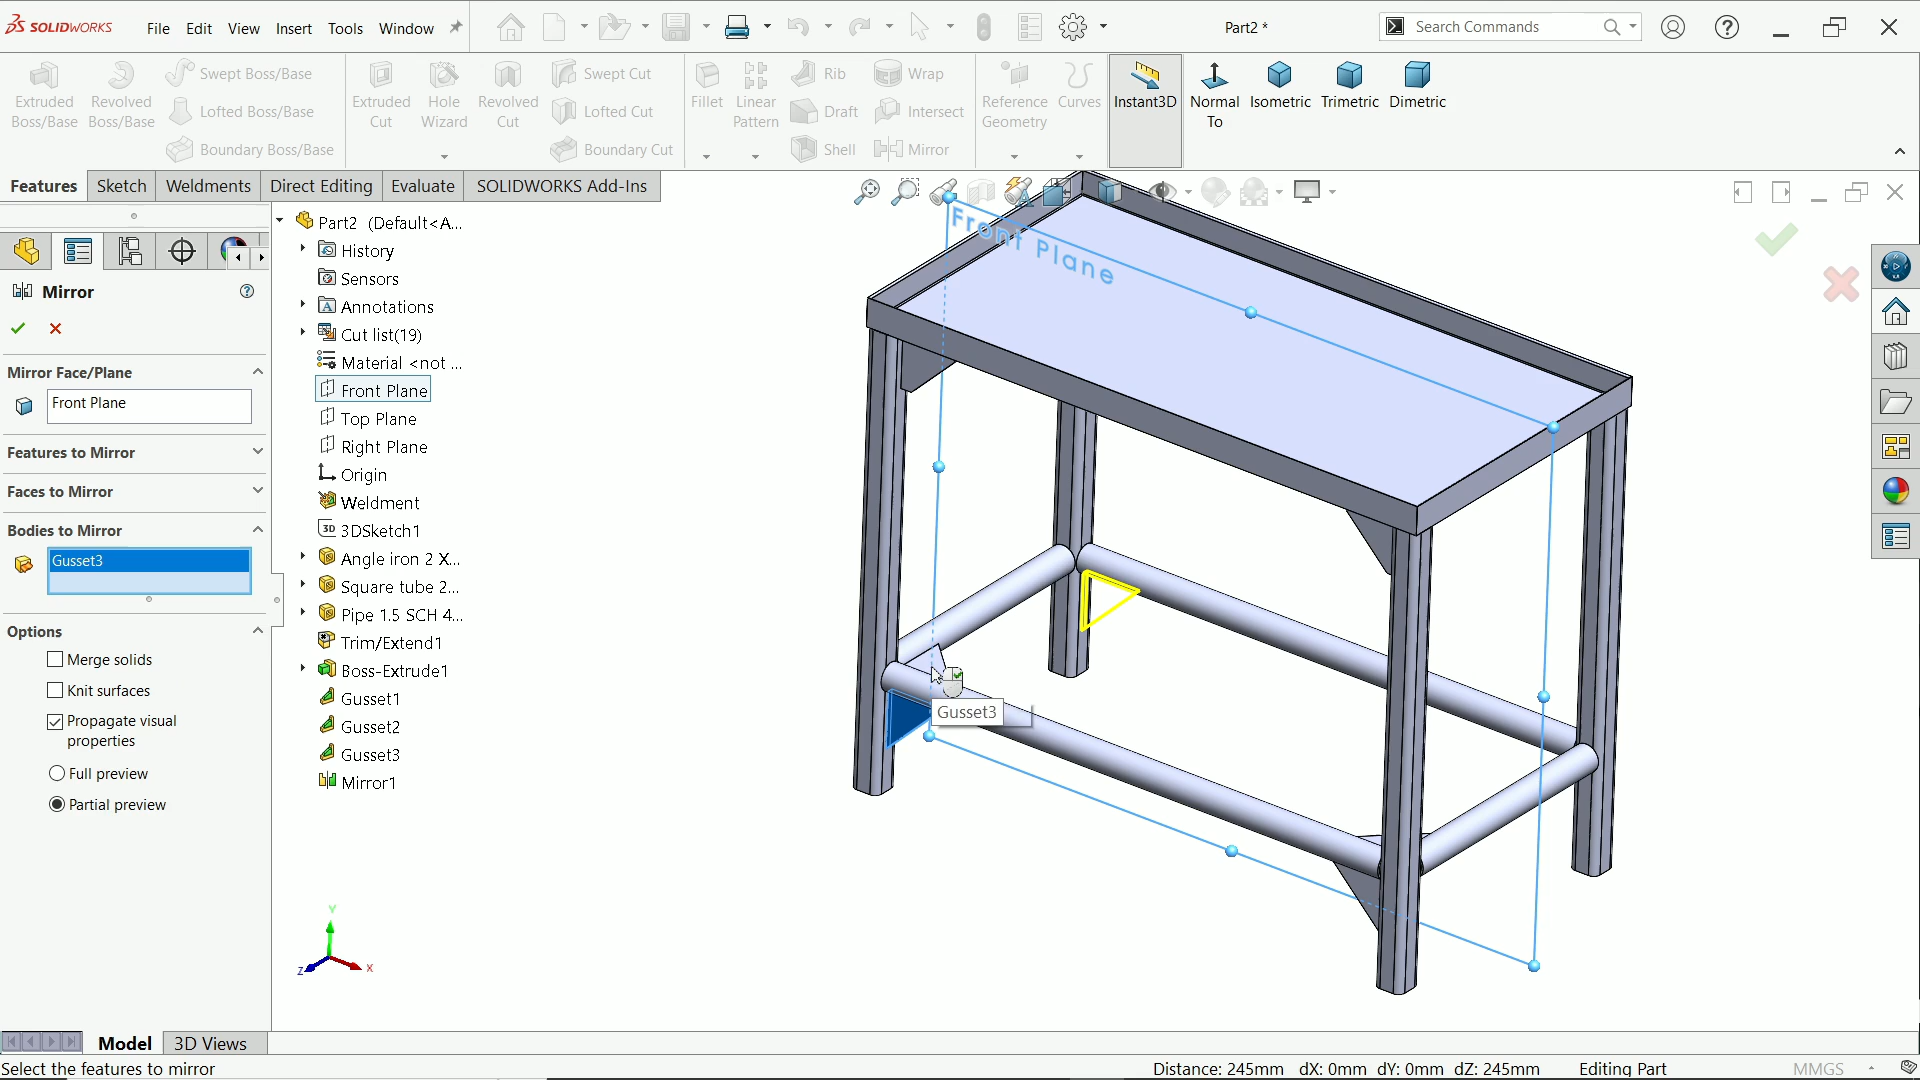 SOLIDWORKS
File Edit View Insert Tools Window
Part2 *
Search Commands
Extruded Boss/Base
Revolved Boss/Base
Swept Boss/Base
Lofted Boss/Base
Boundary Boss/Base
Extruded Cut
Hole Wizard
Revolved Cut
Swept Cut
Lofted Cut
Boundary Cut
Fillet
Linear Pattern
Rib
Draft
Shell
Wrap
Intersect
Mirror
Reference Geometry
Curves
Instant3D
Normal To
Isometric
Trimetric
Dimetric
Features Sketch Weldments Direct Editing Evaluate SOLIDWORKS Add-Ins
Mirror
Mirror Face/Plane
Front Plane
Features to Mirror
Faces to Mirror
Bodies to Mirror
Gusset3
Options
Merge solids
Knit surfaces
Propagate visual
properties
Full preview
Partial preview
Part2 (Default<A...
History
Sensors
Annotations
Cut list(19)
Material <not ...
Front Plane
Top Plane
Right Plane
Origin
Weldment
3DSketch1
Angle iron 2 X...
Square tube 2...
Pipe 1.5 SCH 4...
Trim/Extend1
Boss-Extrude1
Gusset1
Gusset2
Gusset3
Mirror1
Front Plane
Gusset3
Y
Z
X
Model 3D Views
Select the features to mirror
Distance: 245mm dX: 0mm dY: 0mm dZ: 245mm
Editing Part
MMGS